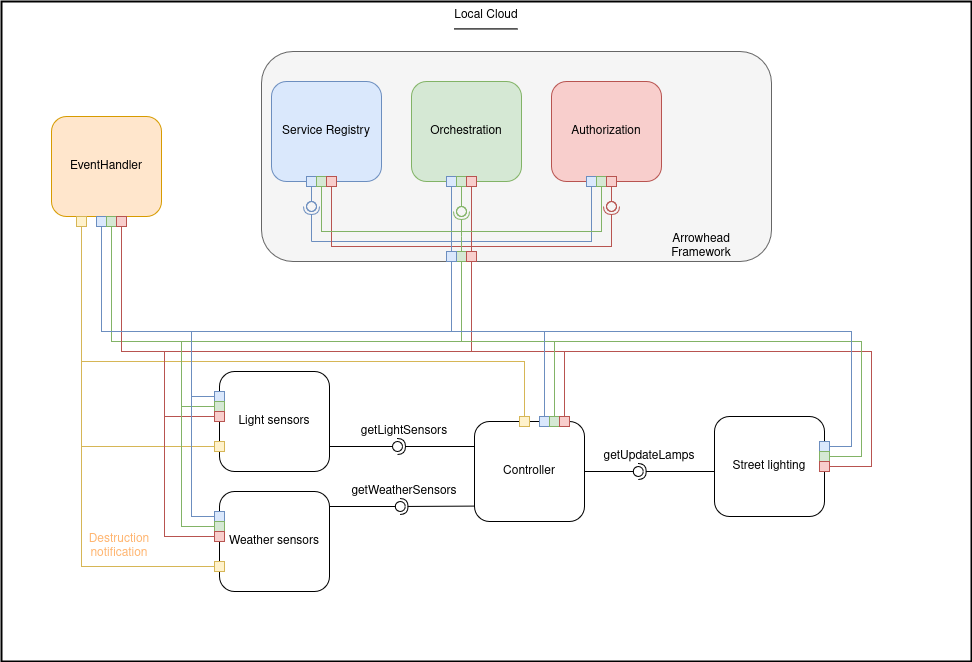 Local Cloud
Service Registry
Orchestration
Authorization
EventHandler
Arrowhead
Framework
Light sensors
getLightSensors
Controller
getUpdateLamps
Street lighting
getWeatherSensors
Weather sensors
Destruction
notification